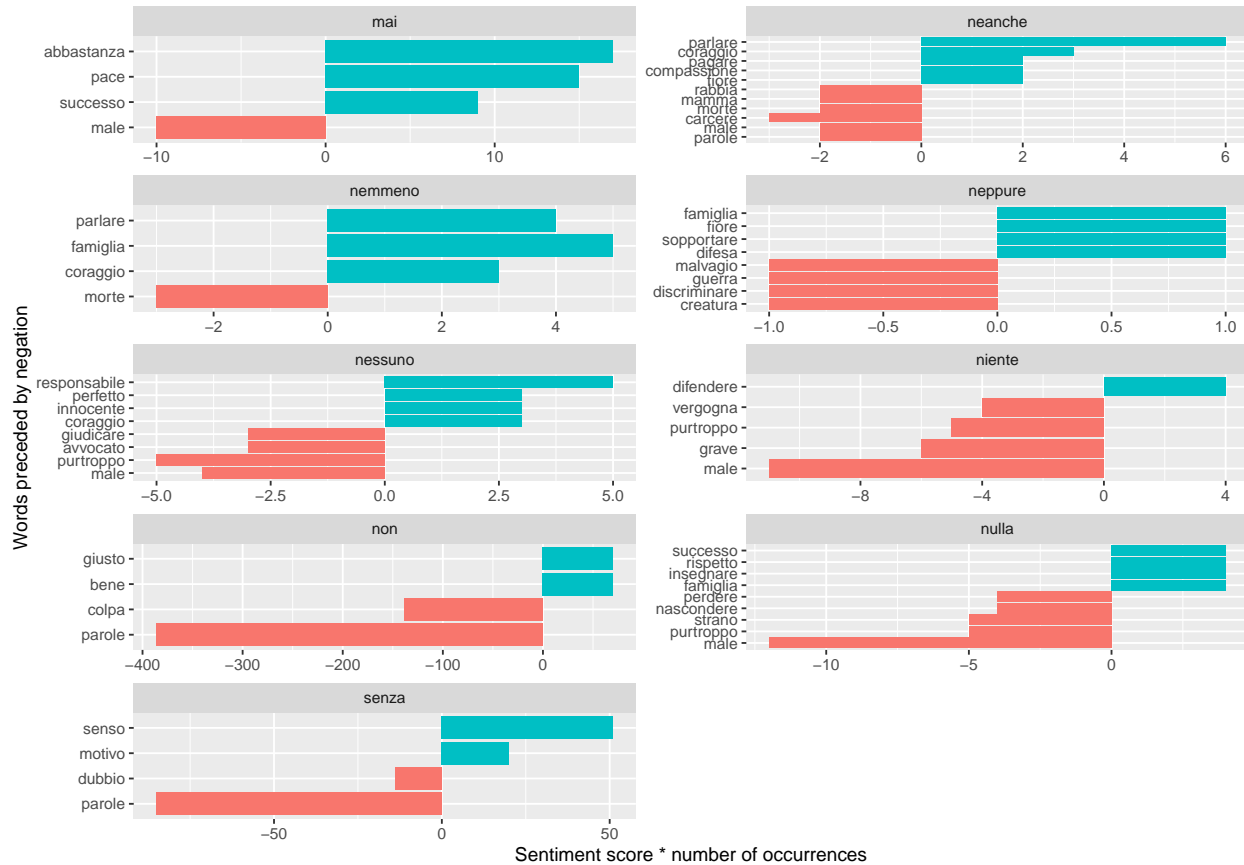 mai
abbastanza
pace
successo
male
−10 0 10
neanche
parlare
coraggio
pagare
compassione
fiore
rabbia
mamma
morte
carcere
male
parole
−2 0 2 4 6
nemmeno
parlare
famiglia
coraggio
morte
−2 0 2 4
neppure
famiglia
fiore
sopportare
difesa
malvagio
guerra
discriminare
creatura
−1.0 −0.5 0.0 0.5 1.0
nessuno
responsabile
perfetto
innocente
coraggio
giudicare
avvocato
purtroppo
male
−5.0 −2.5 0.0 2.5 5.0
niente
difendere
vergogna
purtroppo
grave
male
−8 −4 0 4
non
giusto
bene
colpa
parole
−400 −300 −200 −100 0
nulla
successo
rispetto
insegnare
famiglia
perdere
nascondere
strano
purtroppo
male
−10 −5 0
senza
senso
motivo
dubbio
parole
−50 0 50
Words preceded by negation
Sentiment score * number of occurrences